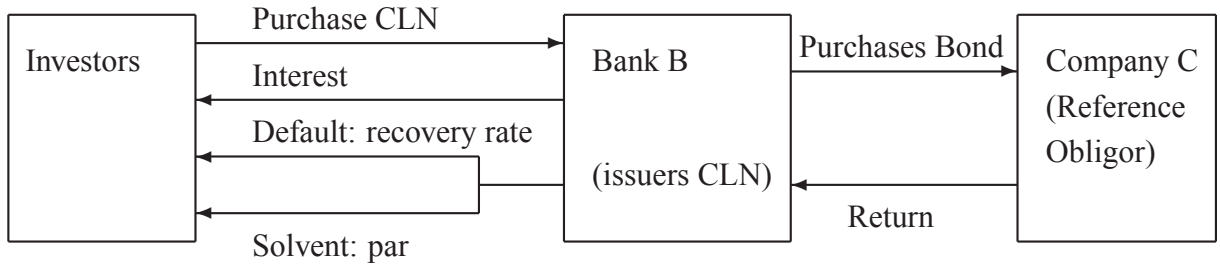 Purchase CLN
Investors
Interest
Default: recovery rate
Solvent: par
Bank B
(issuers CLN)
Purchases Bond
Return
Company C
(Reference
Obligor)